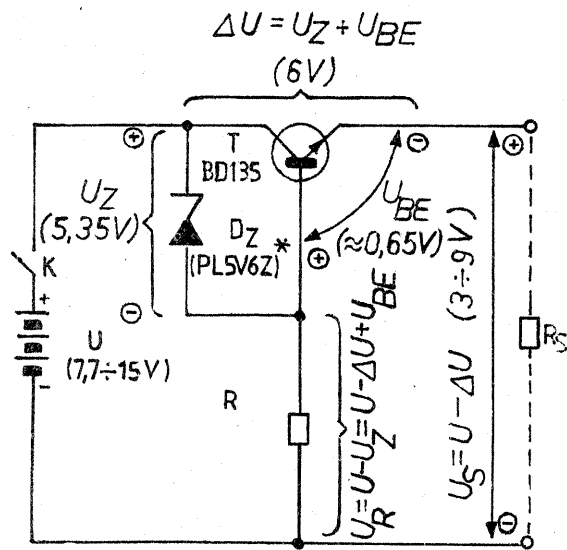 ΔU = U_Z + U_BE
(6V)
⊕
T
BD135
⊖
U_Z
(5,35V)
D_Z *
(PL5V6Z)
U_BE
(≈0,65V)
⊕
⊕
K
+
⊖
U
(7,7÷15V)
-
R
U_R=U-U_Z=U-ΔU+U_BE
U_S=U-ΔU (3÷9V)
R_S
⊖